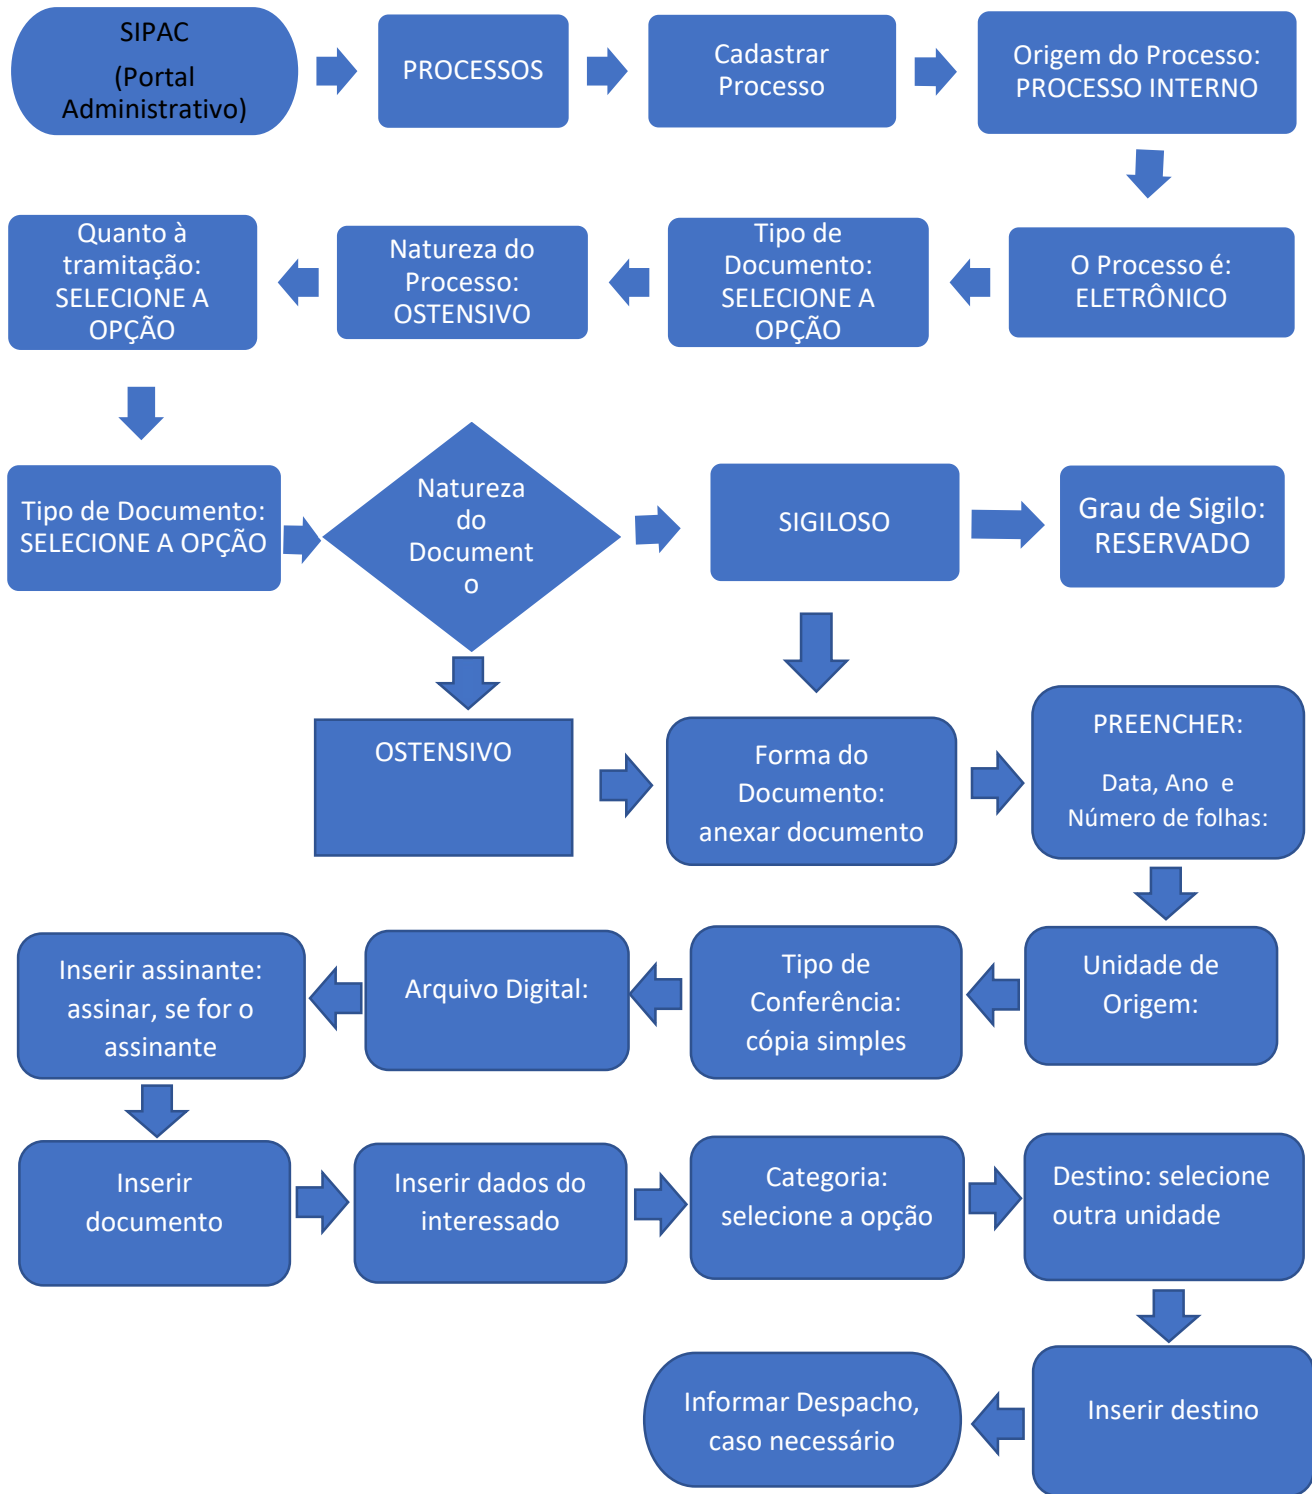 SIPAC
(Portal
Administrativo)
PROCESSOS
Cadastrar
Processo
Origem do Processo:
PROCESSO INTERNO
O Processo é:
ELETRÔNICO
Tipo de
Documento:
SELECIONE A
OPÇÃO
Natureza do
Processo:
OSTENSIVO
Quanto à
tramitação:
SELECIONE A
OPÇÃO
Tipo de Documento:
SELECIONE A OPÇÃO
Natureza
do
Document
o
SIGILOSO
Grau de Sigilo:
RESERVADO
OSTENSIVO
Forma do
Documento:
anexar documento
PREENCHER:
Data, Ano e
Número de folhas:
Unidade de
Origem:
Tipo de
Conferência:
cópia simples
Arquivo Digital:
Inserir assinante:
assinar, se for o
assinante
Inserir
documento
Inserir dados do
interessado
Categoria:
selecione a opção
Destino: selecione
outra unidade
Inserir destino
Informar Despacho,
caso necessário